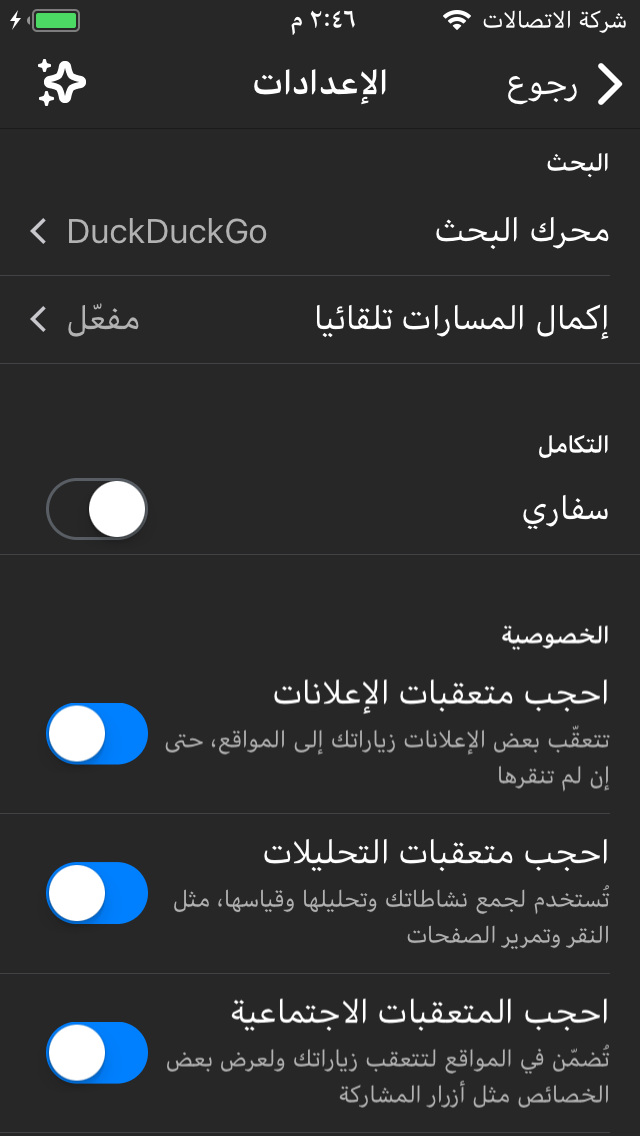 شركة الاتصالات ٢:٤٦ م
رجوع الإعدادات
البحث
محرك البحث DuckDuckGo
إكمال المسارات تلقائيا مفعّل
التكامل
سفاري
الخصوصية
احجب متعقبات الإعلانات
تتعقّب بعض الإعلانات زياراتك إلى المواقع، حتى
إن لم تنقرها
احجب متعقبات التحليلات
تُستخدم لجمع نشاطاتك وتحليلها وقياسها، مثل
النقر وتمرير الصفحات
احجب المتعقبات الاجتماعية
تُضمّن في المواقع لتتعقب زياراتك ولعرض بعض
الخصائص مثل أزرار المشاركة